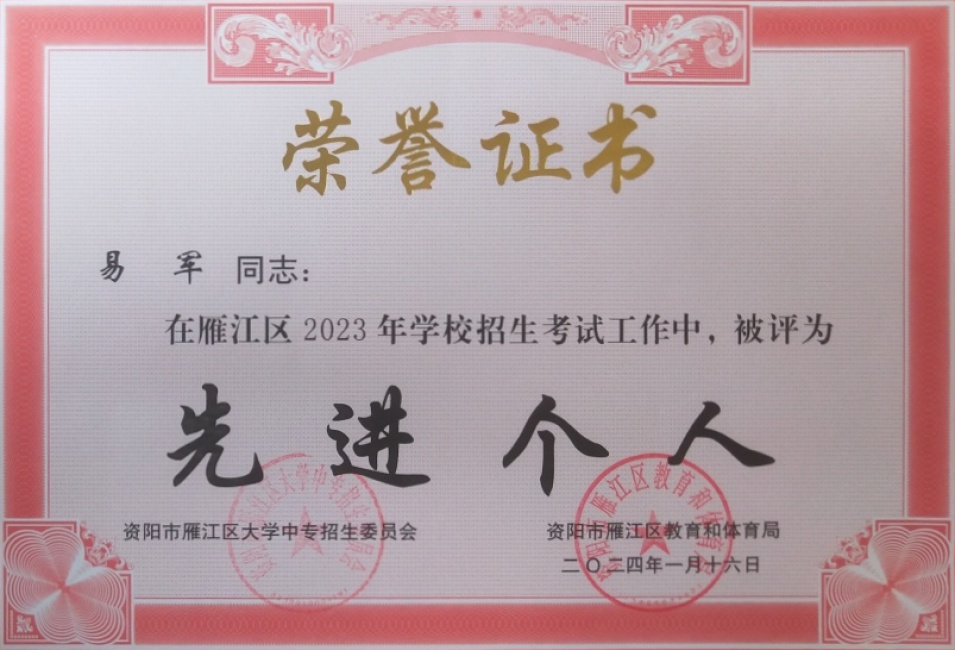 荣誉证书
易 军 同志：
在雁江区 2023 年学校招生考试工作中，被评为
先进个人
资阳市雁江区大学中专招生委员会 资阳市雁江区教育和体育局
二〇二四年一月十六日